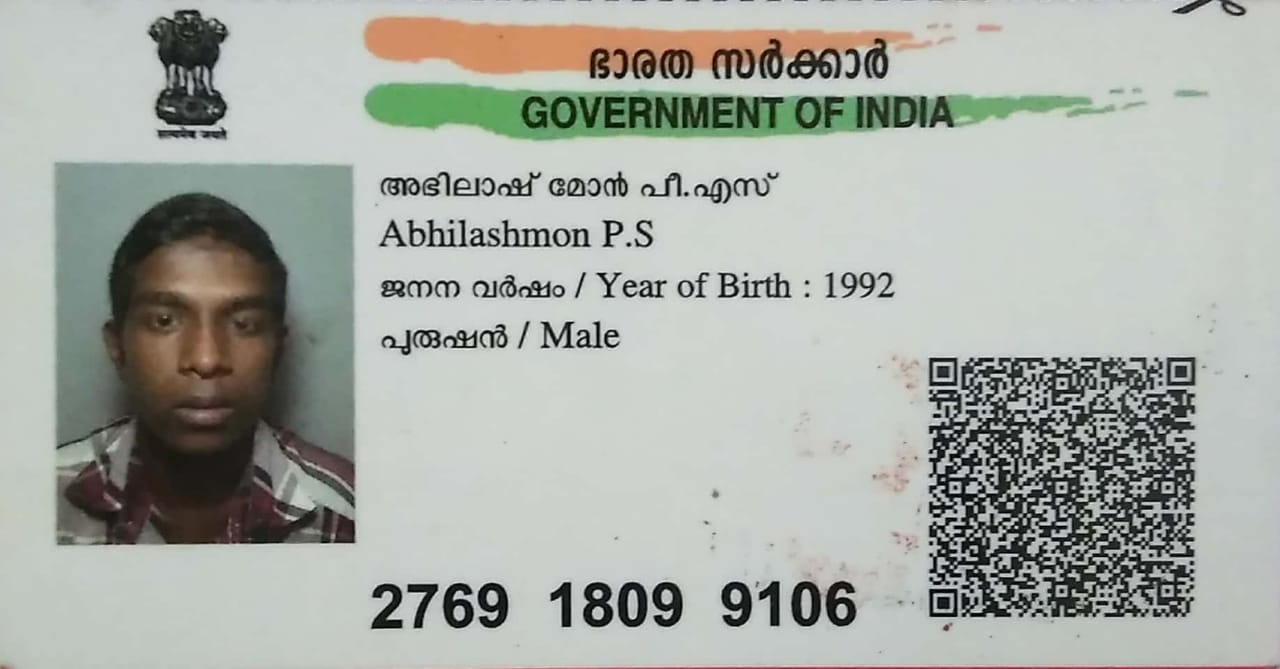 सत्यमेव जयते
ഭാരത സർക്കാർ
GOVERNMENT OF INDIA
അഭിലാഷ് മോൻ പീ.എസ്
Abhilashmon P.S
ജനന വർഷം / Year of Birth : 1992
പുരുഷൻ / Male
2769 1809 9106